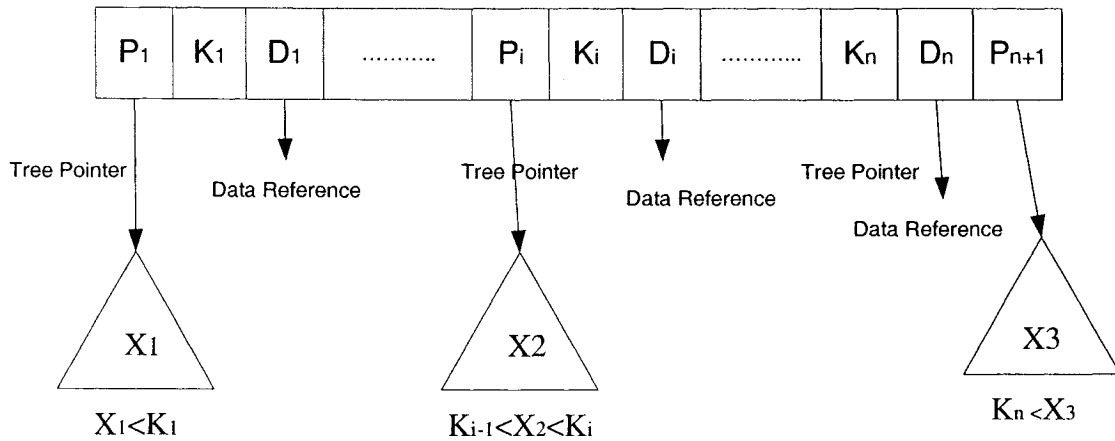 P1 K1 D1 ........... Pi Ki Di ............ Kn Dn Pn+1
Tree Pointer
Data Reference
Tree Pointer
Data Reference
Tree Pointer
Data Reference
X1
X2
X3
X1<K1
Ki-1<X2<Ki
Kn<X3